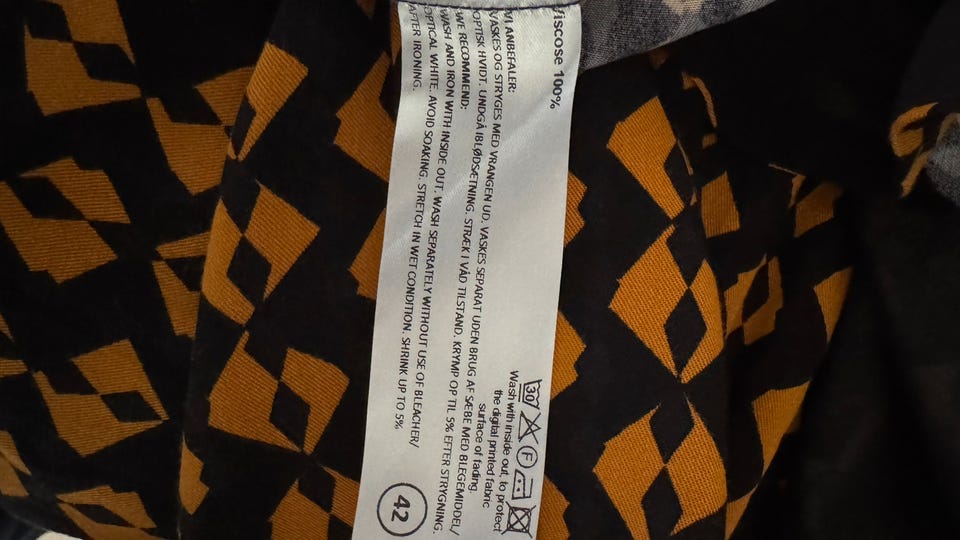 Viscose 100%
VI ANBEFALER:
VASKES OG STRYGES MED VRANGEN UD. VASKES SEPARAT UDEN BRUG AF SÆBE MED BLEGEMIDDEL/
OPTISK HVIDT. UNDGÅ IBLØDSÆTNING. STRÆK I VÅD TILSTAND. KRYMP OP TIL 5% EFTER STRYGNING.
WE RECOMMEND:
WASH AND IRON WITH INSIDE OUT. WASH SEPARATELY WITHOUT USE OF BLEACHER/
OPTICAL WHITE. AVOID SOAKING. STRETCH IN WET CONDITION. SHRINK UP TO 5%
AFTER IRONING.
30 F
Wash with inside out, to protect
the digital printed fabric
surface of fading.
42